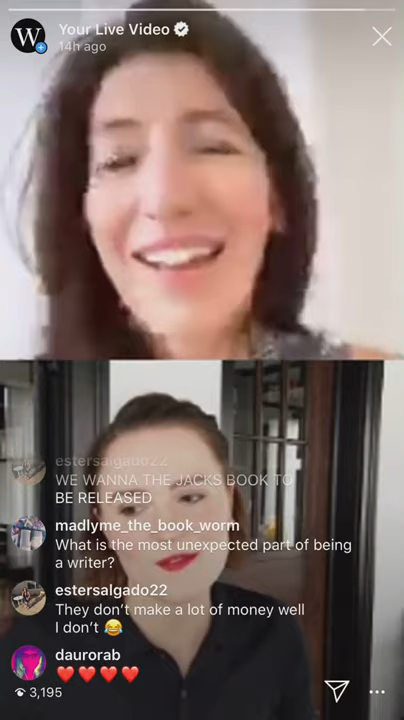 W
Your Live Video
14h ago
estersalgado22
WE WANNA THE JACKS BOOK TO
BE RELEASED
madlyme_the_book_worm
What is the most unexpected part of being
a writer?
estersalgado22
They don't make a lot of money well
I don't 😂
daurorab
❤️❤️❤️❤️
3,195